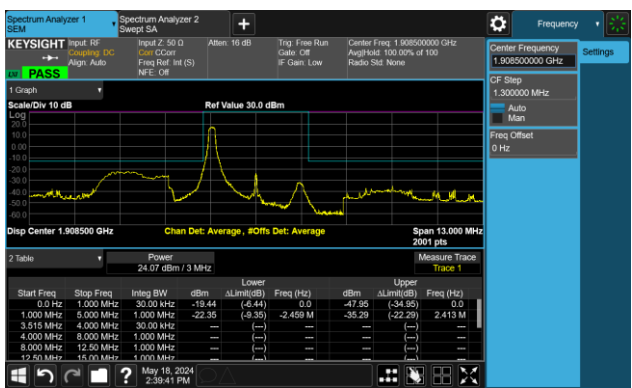 Spectrum Analyzer 1
SEM
Spectrum Analyzer 2
Swept SA
Frequency
KEYSIGHT
Input: RF
Coupling: DC
Align: Auto
Input Z: 50 Ω
Corr CCorr
Freq Ref: Int (S)
NFE: Off
Atten: 16 dB
Trig: Free Run
Gate: Off
IF Gain: Low
Center Freq: 1.908500000 GHz
Avg|Hold: 100.00% of 100
Radio Std: None
PASS
Center Frequency
1.908500000 GHz
Settings
CF Step
1.300000 MHz
Auto
Man
Freq Offset
0 Hz
1 Graph
Scale/Div 10 dB
Ref Value 30.0 dBm
Log
20.0
10.0
0.00
-10.0
-20.0
-30.0
-40.0
-50.0
-60.0
Disp Center 1.908500 GHz
Chan Det: Average , #Offs Det: Average
Span 13.000 MHz
2001 pts
2 Table
Power
24.07 dBm / 3 MHz
Measure Trace
Trace 1
Lower Upper
Start Freq Stop Freq Integ BW dBm ΔLimit(dB) Freq (Hz) dBm ΔLimit(dB) Freq (Hz)
0.0 Hz 1.000 MHz 30.00 kHz -19.44 (-6.44) 0.0 -47.95 (-34.95) 0.0
1.000 MHz 5.000 MHz 1.000 MHz -22.35 (-9.35) -2.459 M -35.29 (-22.29) 2.413 M
3.515 MHz 4.000 MHz 30.00 kHz --- (---) --- --- (---) ---
4.000 MHz 8.000 MHz 1.000 MHz --- (---) --- --- (---) ---
8.000 MHz 12.50 MHz 1.000 MHz --- (---) --- --- (---) ---
12.50 MHz 15.00 MHz 1.000 MHz --- (---) --- --- (---) ---
?
May 18, 2024
2:39:41 PM